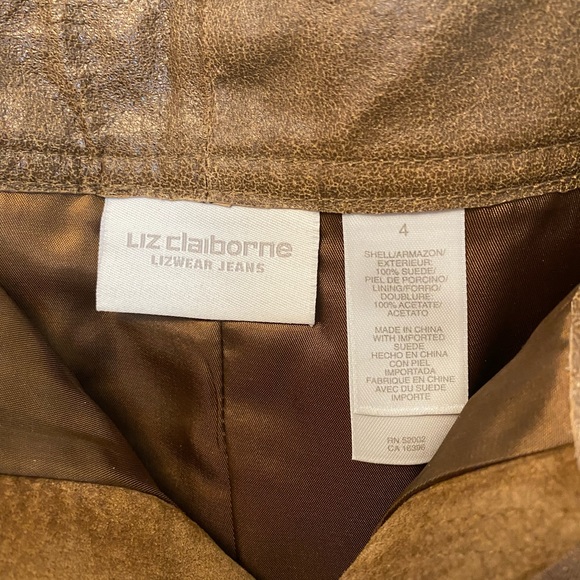 Liz claiborne
LIZWEAR JEANS
4
SHELL/ARMAZON/
EXTÉRIEUR:
100% SUEDE/
PIEL DE PORCINO/
LINING/FORRO/
DOUBLURE:
100% ACETATE/
ACETATO
MADE IN CHINA
WITH IMPORTED
SUEDE
HECHO EN CHINA
CON PIEL
IMPORTADA
FABRIQUE EN CHINE
AVEC DU SUEDE
IMPORTE
RN 52002
CA 16396